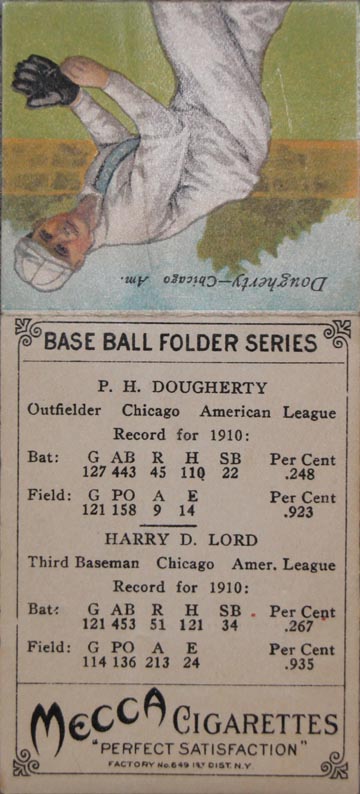 Dougherty—Chicago Am.
BASE BALL FOLDER SERIES
P. H. DOUGHERTY
Outfielder Chicago American League
Record for 1910:
Bat: G AB R H SB Per Cent
127 443 45 110 22 .248
Field: G PO A E Per Cent
121 158 9 14 .923
HARRY D. LORD
Third Baseman Chicago Amer. League
Record for 1910:
Bat: G AB R H SB Per Cent
121 453 51 121 34 .267
Field: G PO A E Per Cent
114 136 213 24 .935
MECCA CIGARETTES
"PERFECT SATISFACTION"
FACTORY No. 649 1ST DIST. N.Y.